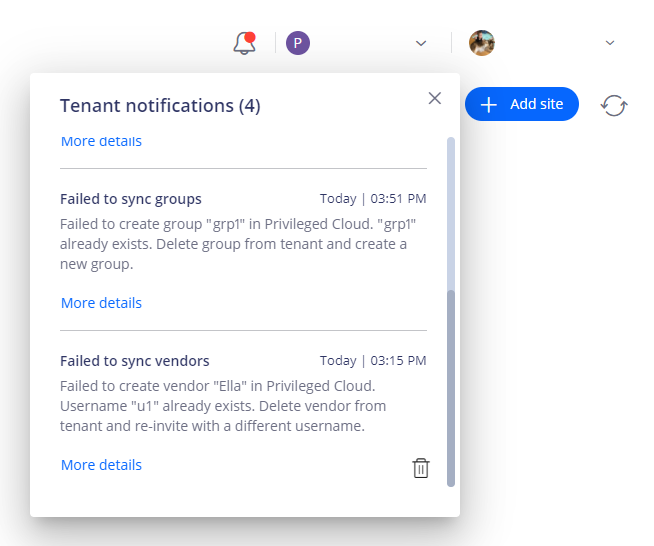 P
Add site
Tenant notifications (4)
More details
Failed to sync groups Today | 03:51 PM
Failed to create group "grp1" in Privileged Cloud. "grp1"
already exists. Delete group from tenant and create a
new group.
More details
Failed to sync vendors Today | 03:15 PM
Failed to create vendor "Ella" in Privileged Cloud.
Username "u1" already exists. Delete vendor from
tenant and re-invite with a different username.
More details